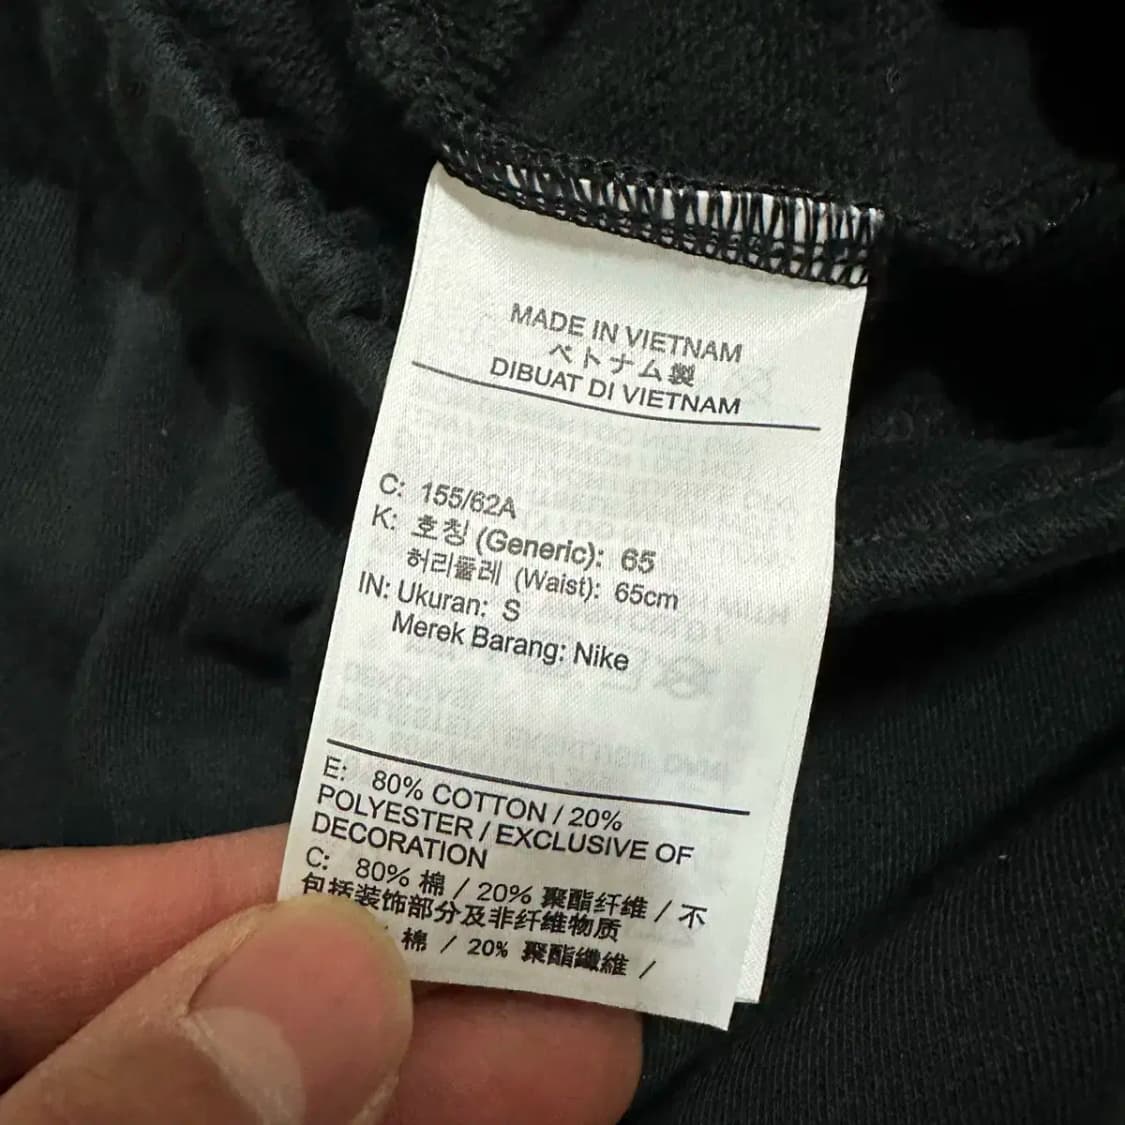 MADE IN VIETNAM
ベトナム製
DIBUAT DI VIETNAM
C: 155/62A
K: 호칭 (Generic): 65
허리둘레 (Waist): 65cm
IN: Ukuran: S
Merek Barang: Nike
E: 80% COTTON / 20%
POLYESTER / EXCLUSIVE OF
DECORATION
C: 80% 棉 / 20% 聚酯纤维 / 不
包括装饰部分及非纤维物质
棉 / 20% 聚酯纖維 /